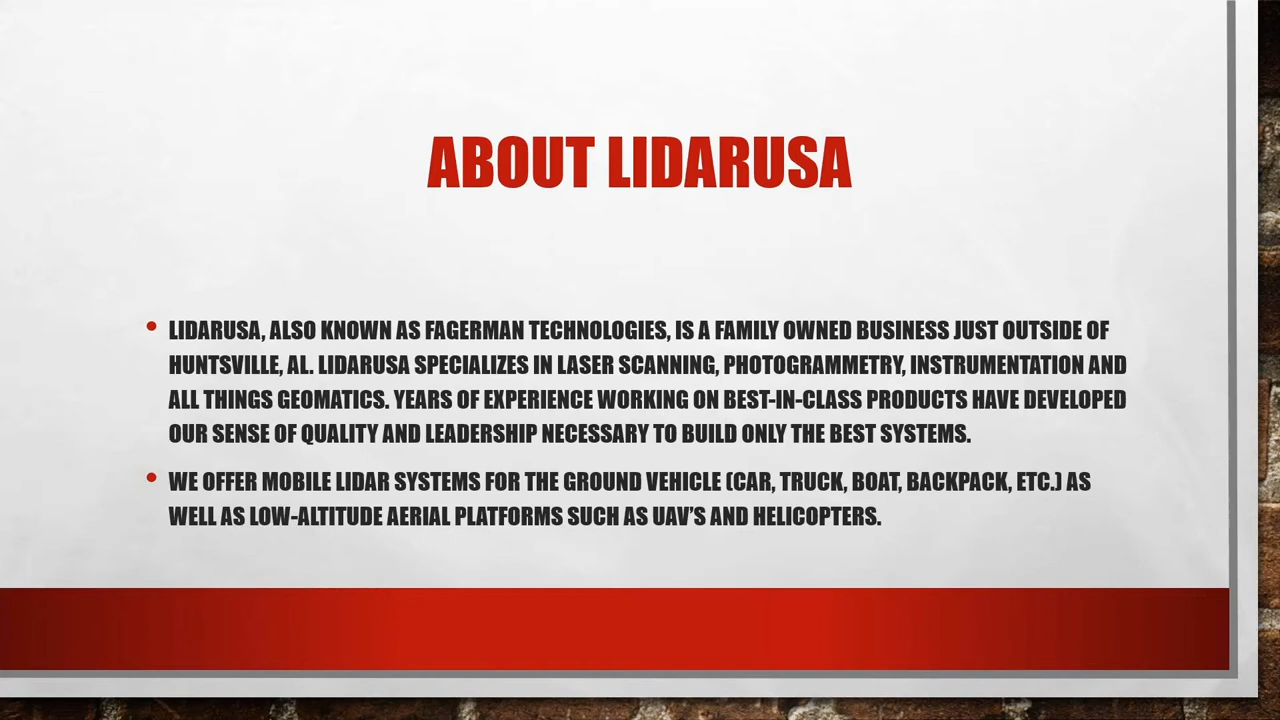 ABOUT LIDARUSA
• LIDARUSA, ALSO KNOWN AS FAGERMAN TECHNOLOGIES, IS A FAMILY OWNED BUSINESS JUST OUTSIDE OF
HUNTSVILLE, AL. LIDARUSA SPECIALIZES IN LASER SCANNING, PHOTOGRAMMETRY, INSTRUMENTATION AND
ALL THINGS GEOMATICS. YEARS OF EXPERIENCE WORKING ON BEST-IN-CLASS PRODUCTS HAVE DEVELOPED
OUR SENSE OF QUALITY AND LEADERSHIP NECESSARY TO BUILD ONLY THE BEST SYSTEMS.
• WE OFFER MOBILE LIDAR SYSTEMS FOR THE GROUND VEHICLE (CAR, TRUCK, BOAT, BACKPACK, ETC.) AS
WELL AS LOW-ALTITUDE AERIAL PLATFORMS SUCH AS UAV’S AND HELICOPTERS.